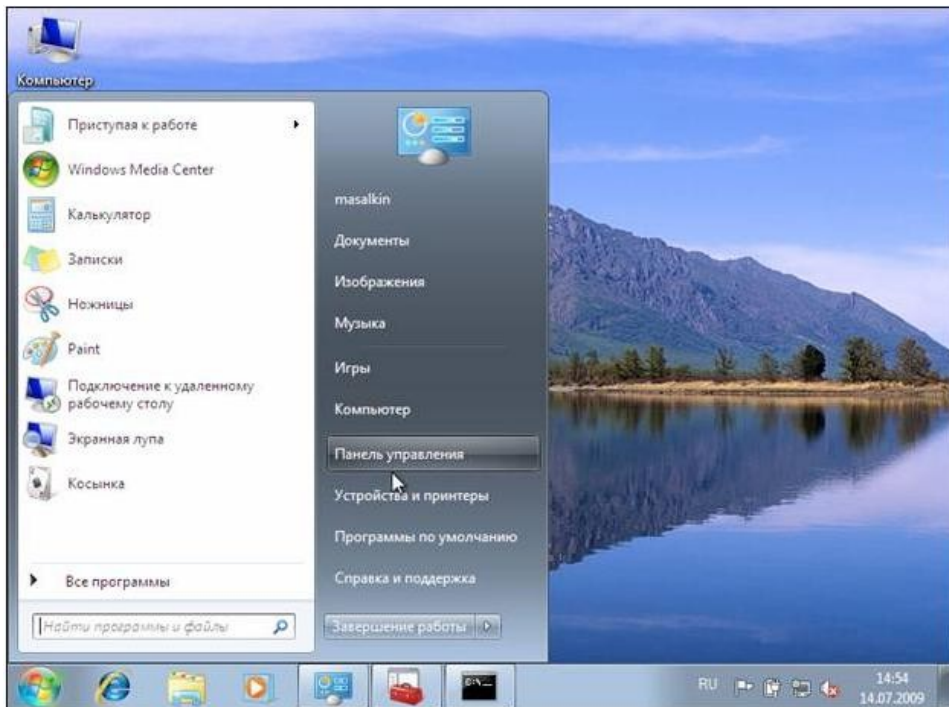 Компьютер
Приступая к работе
Windows Media Center
Калькулятор
Записки
Ножницы
Paint
Подключение к удаленному
рабочему столу
Экранная лупа
Косынка
Все программы
Найти программы и файлы
masalkin
Документы
Изображения
Музыка
Игры
Компьютер
Панель управления
Устройства и принтеры
Программы по умолчанию
Справка и поддержка
Завершение работы
RU
14:54
14.07.2009